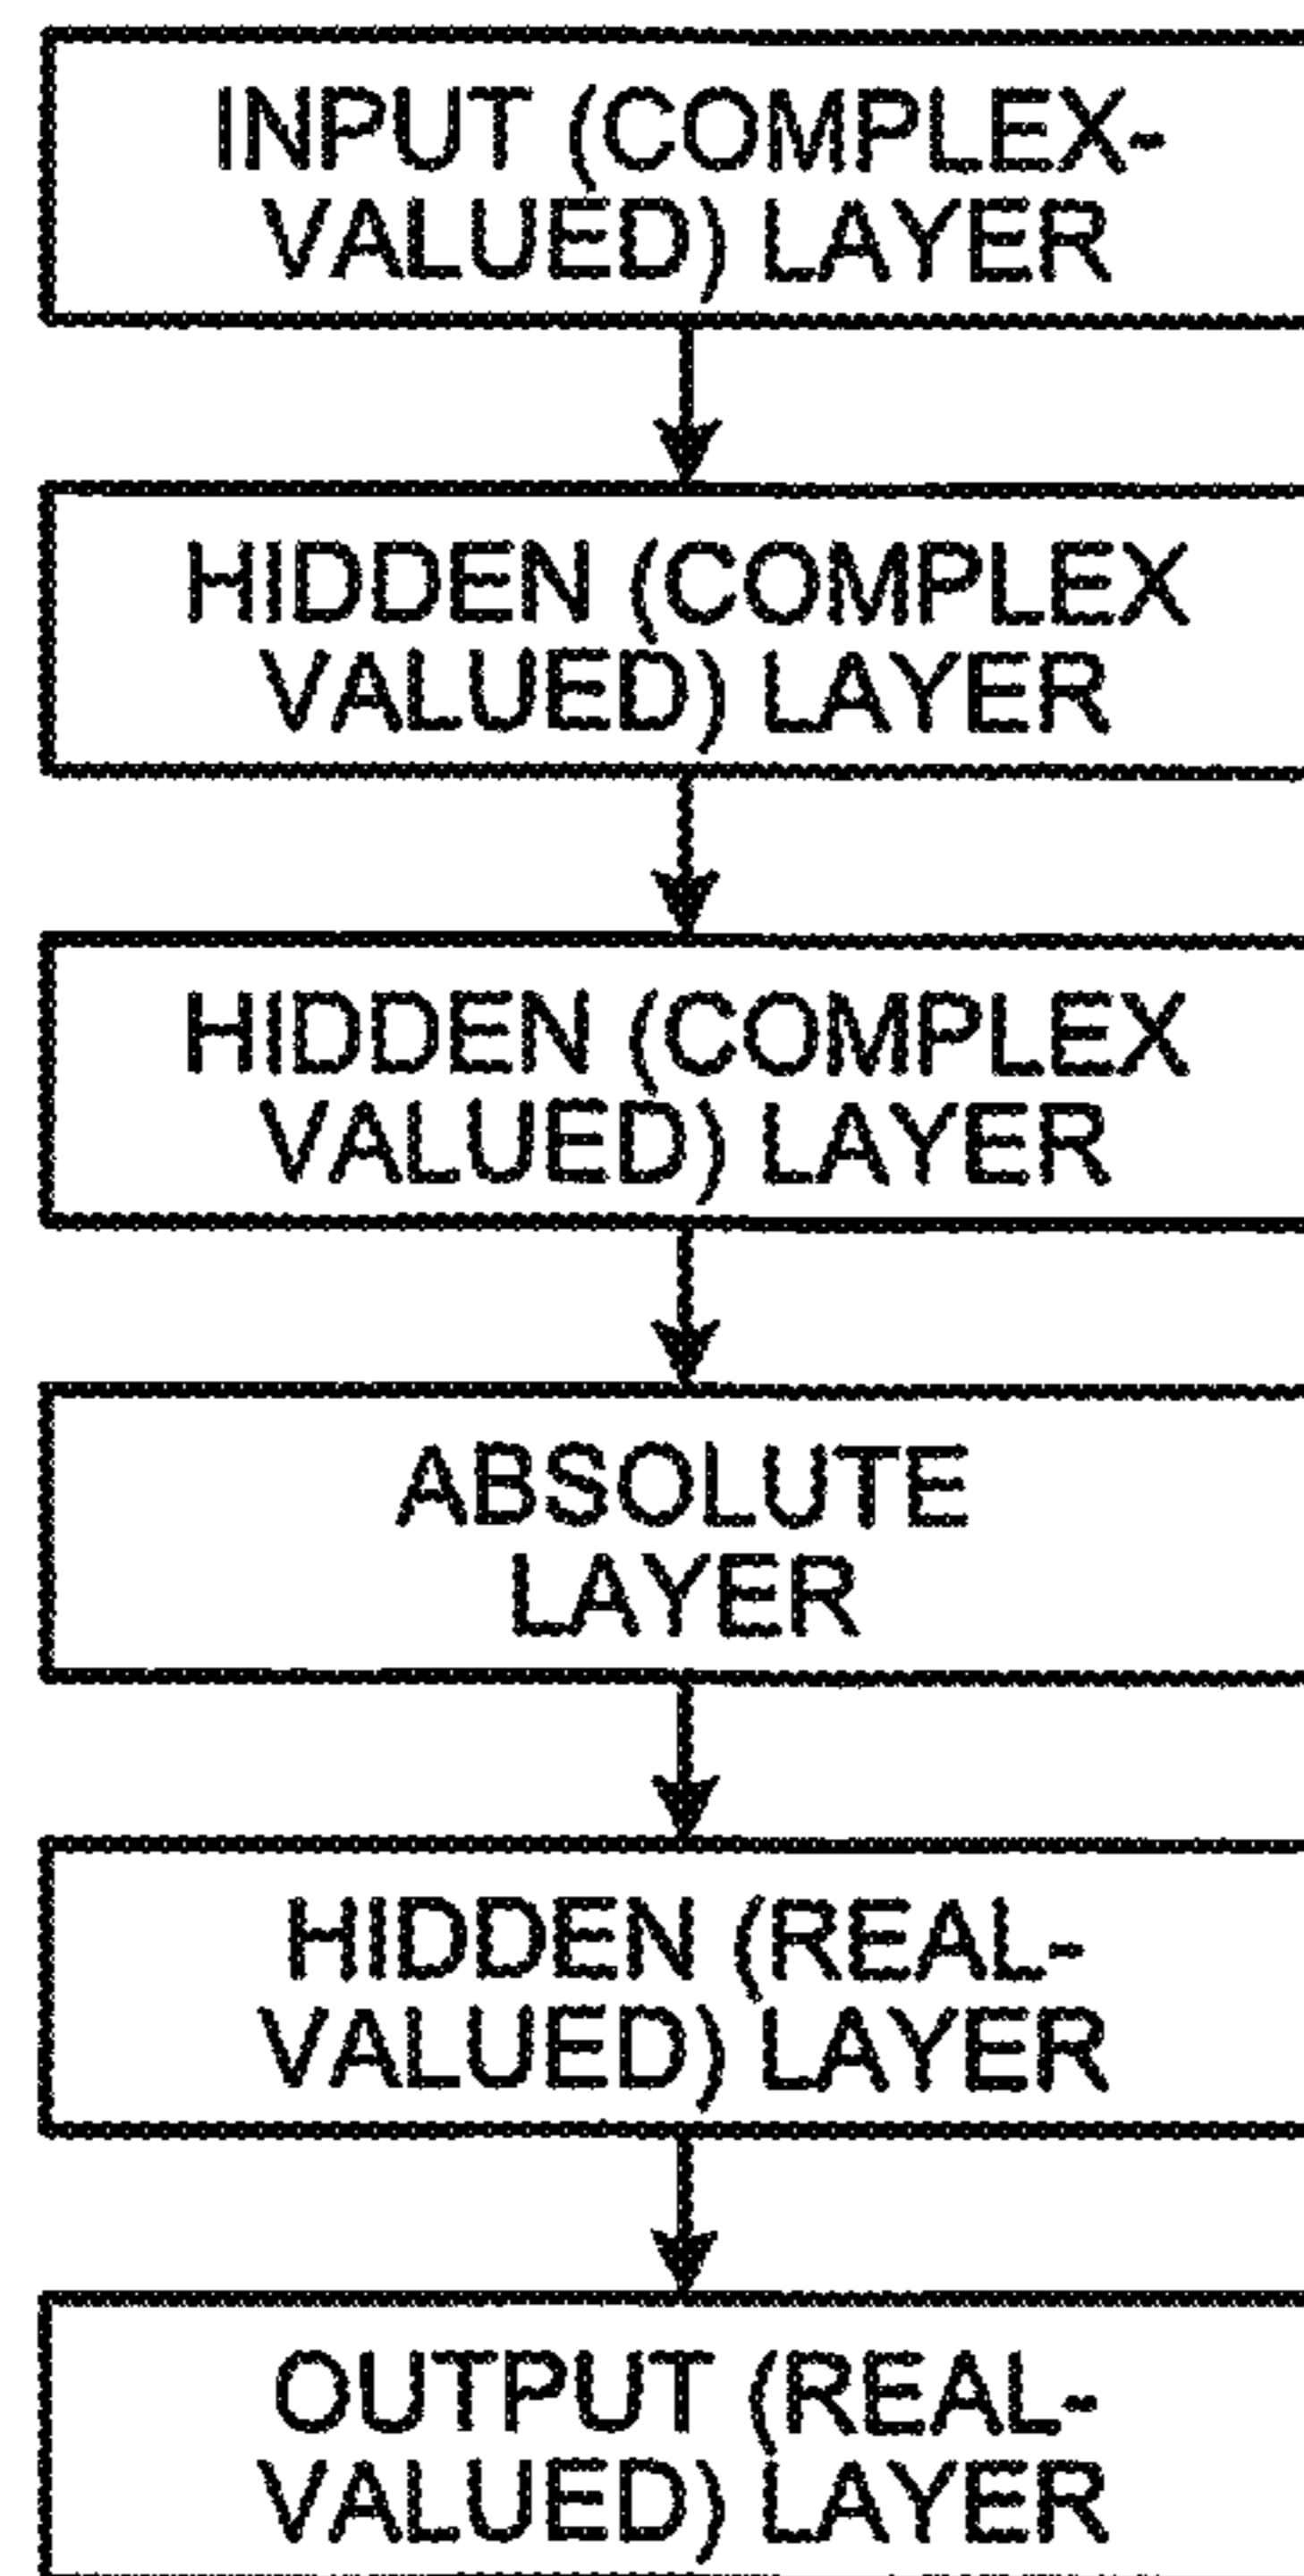 INPUT (COMPLEX-
VALUED) LAYER
HIDDEN (COMPLEX
VALUED) LAYER
HIDDEN (COMPLEX
VALUED) LAYER
ABSOLUTE
LAYER
HIDDEN (REAL-
VALUED) LAYER
OUTPUT (REAL-
VALUED) LAYER